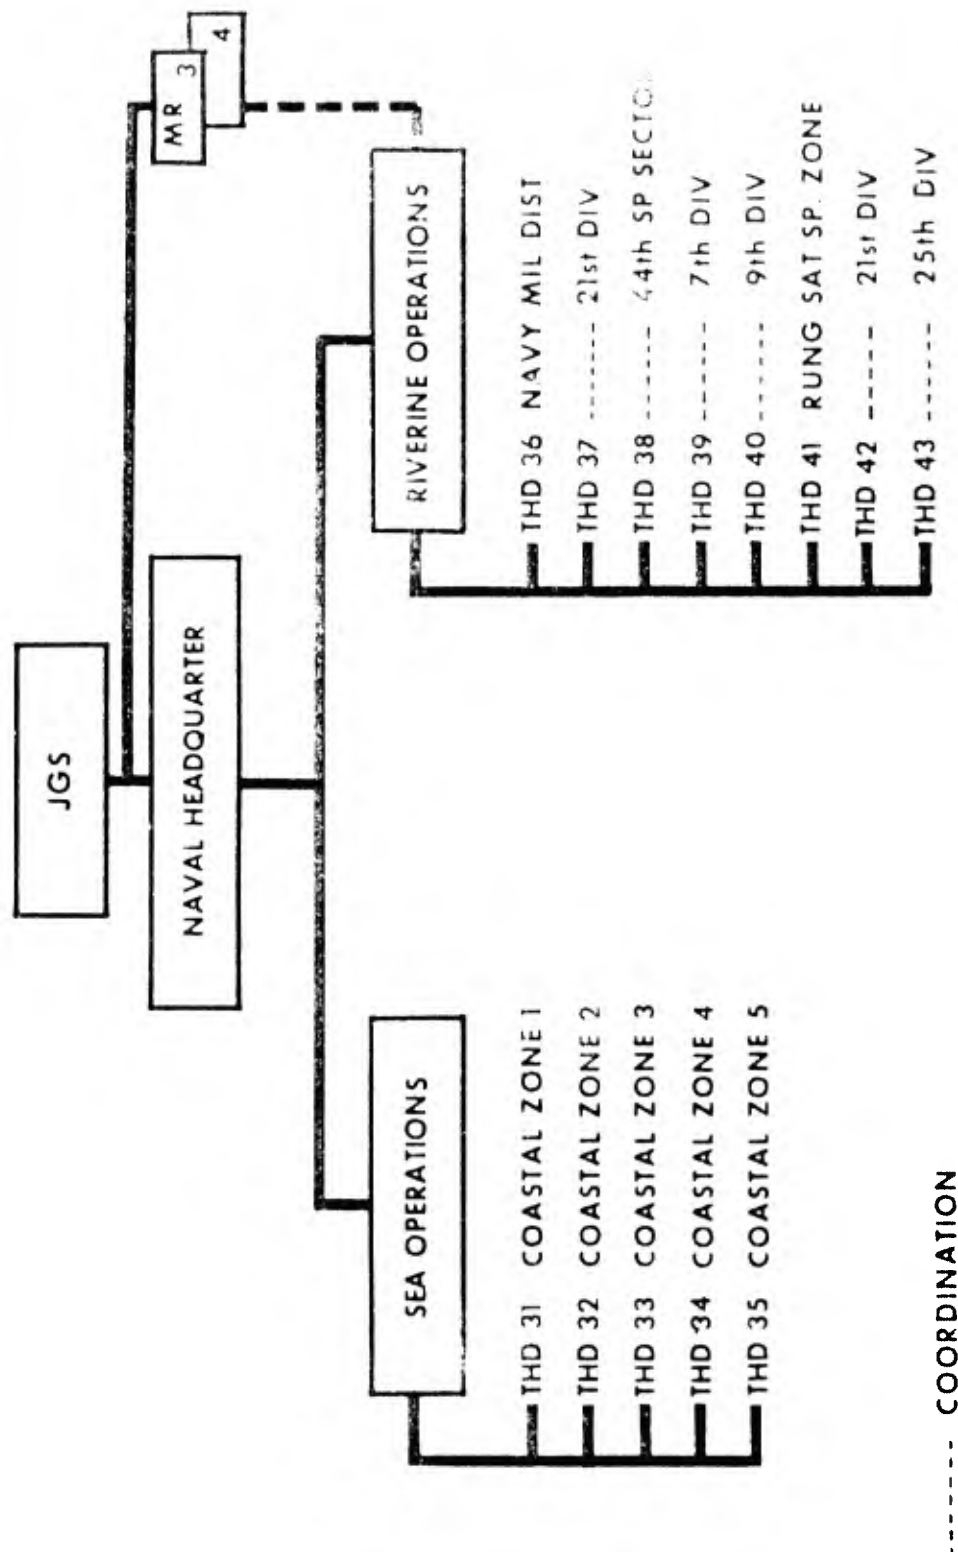 JGS
MR 3
4
NAVAL HEADQUARTER
SEA OPERATIONS
THD 31 COASTAL ZONE 1
THD 32 COASTAL ZONE 2
THD 33 COASTAL ZONE 3
THD 34 COASTAL ZONE 4
THD 35 COASTAL ZONE 5
RIVERINE OPERATIONS
THD 36 NAVY MIL DIST
THD 37 ------- 21st DIV
THD 38 ------ 44th SP SECTO
THD 39 ------ 7th DIV
THD 40 ------ 9th DIV
THD 41 RUNG SAT SP. ZONE
THD 42 ----- 21st DIV
THD 43 ------ 25th DIV
------- COORDINATION